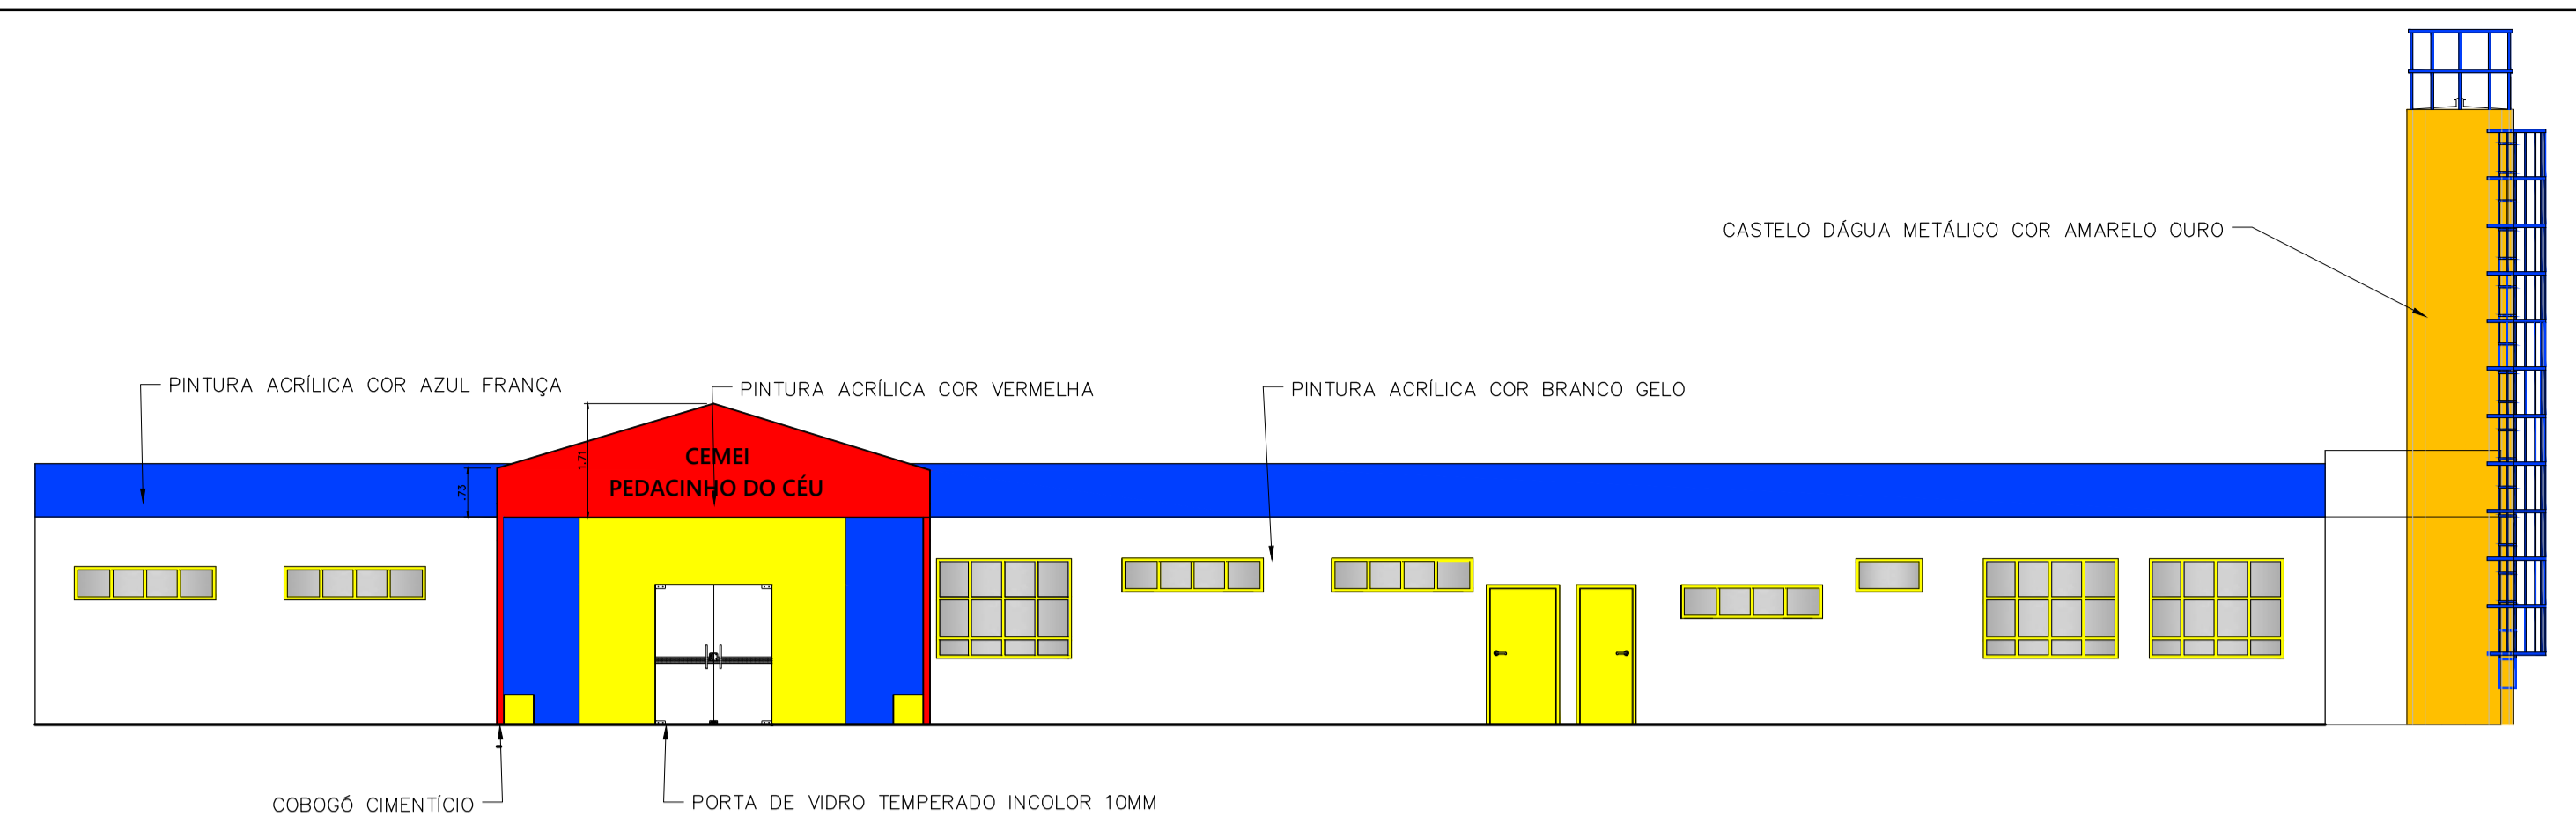 CASTELO DÁGUA METÁLICO COR AMARELO OURO
PINTURA ACRÍLICA COR AZUL FRANÇA
PINTURA ACRÍLICA COR VERMELHA
PINTURA ACRÍLICA COR BRANCO GELO
1.71
.73
CEMEI
PEDACINHO DO CÉU
COBOGÓ CIMENTÍCIO
PORTA DE VIDRO TEMPERADO INCOLOR 10MM